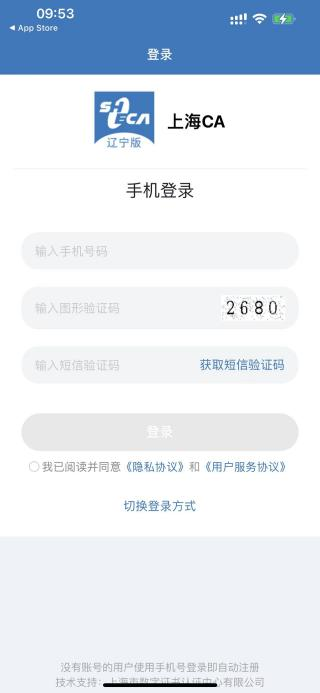 09:53
◀ App Store
登录
SHECA
辽宁版
上海CA
手机登录
输入手机号码
输入图形验证码
2680
输入短信验证码
获取短信验证码
登录
我已阅读并同意《隐私协议》和《用户服务协议》
切换登录方式
没有账号的用户使用手机号登录即自动注册
技术支持：上海市数字证书认证中心有限公司